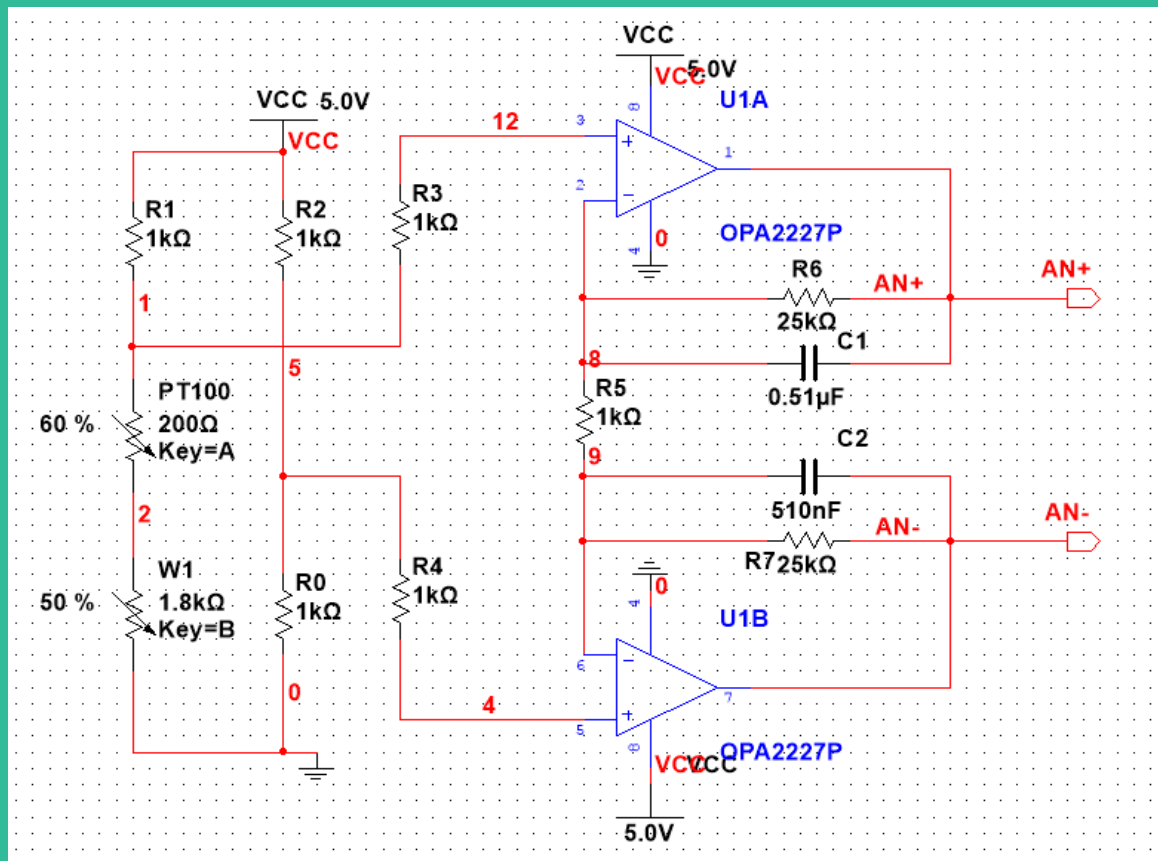 VCC
VCC 5.0V
U1A
VCC 5.0V
VCC
12
3
8
+
1
2
−
R3
1kΩ
R1
1kΩ
R2
1kΩ
4
0
OPA2227P
R6
AN+
AN+
1
25kΩ
C1
5
8
PT100
200Ω
Key=A
60 %
R5
1kΩ
0.51µF
C2
9
2
510nF
AN-
AN-
R7 25kΩ
W1
1.8kΩ
Key=B
50 %
R0
1kΩ
R4
1kΩ
0
4
U1B
6
−
0
4
7
+
5
8
OPA2227P
VCC VCC
5.0V